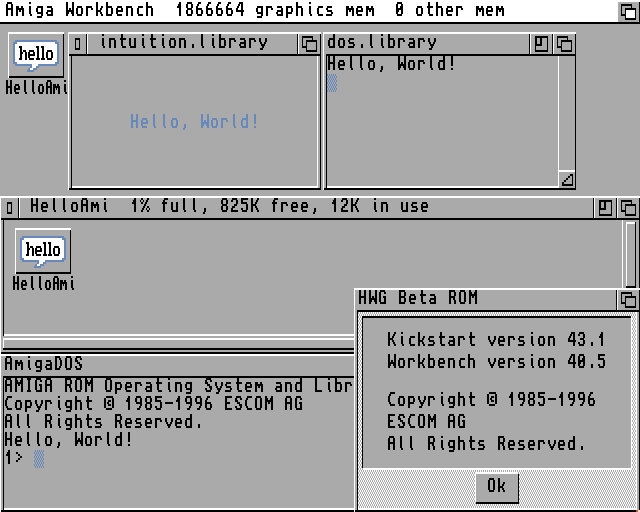 Amiga Workbench 1866664 graphics mem 0 other mem
hello
HelloAmi
intuition.library
Hello, World!
dos.library
Hello, World!
HelloAmi 1% full, 825K free, 12K in use
hello
HelloAmi
AmigaDOS
AMIGA ROM Operating System and Libr
Copyright © 1985-1996 ESCOM AG
All Rights Reserved.
Hello, World!
1>
HWG Beta ROM
Kickstart version 43.1
Workbench version 40.5
Copyright © 1985-1996
ESCOM AG
All Rights Reserved.
Ok